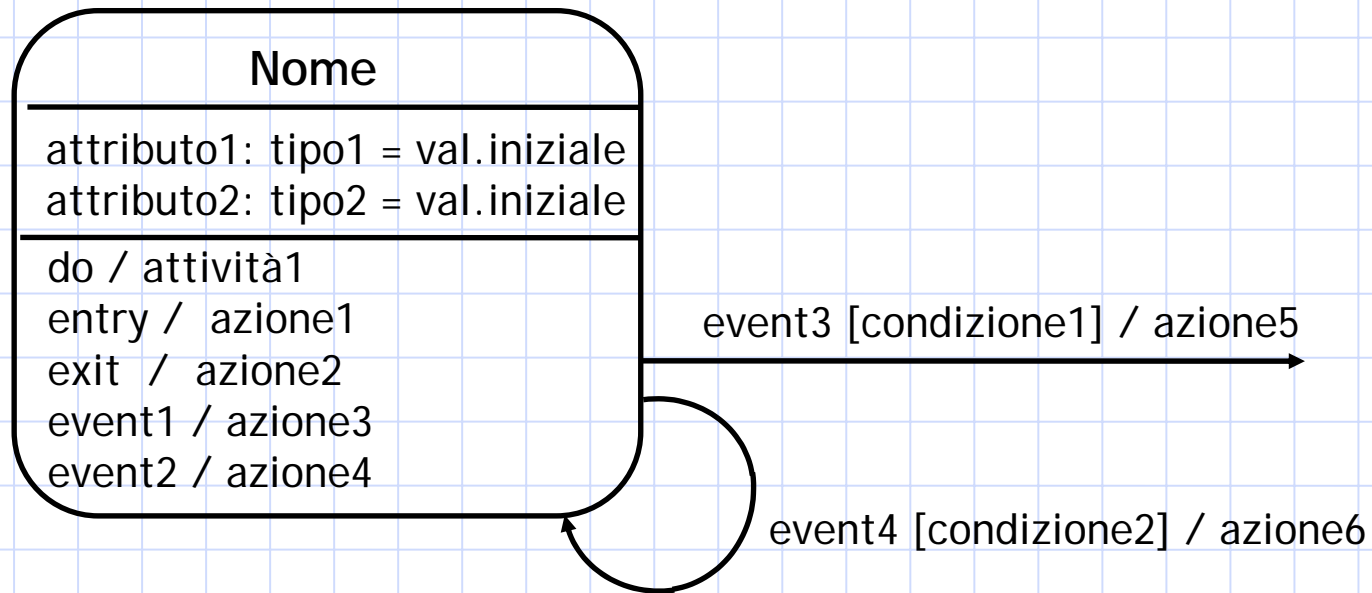 Nome
attributo1: tipo1 = val.iniziale
attributo2: tipo2 = val.iniziale
do / attività1
entry / azione1
exit / azione2
event1 / azione3
event2 / azione4
event3 [condizione1] / azione5
event4 [condizione2] / azione6